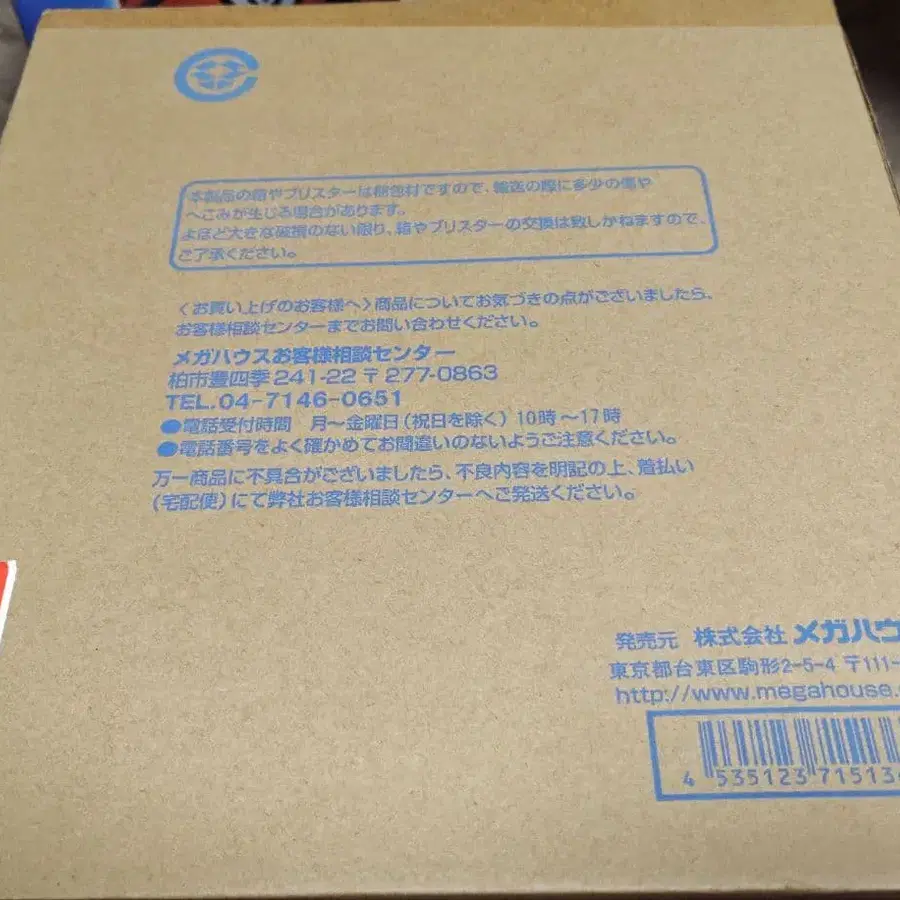 本製品の箱やブリスターは梱包材ですので、輸送の際に多少の傷や
へこみが生じる場合があります。
よほど大きな破損のない限り、箱やブリスターの交換は致しかねますので、
ご了承ください。
〈お買い上げのお客様へ〉商品についてお気づきの点がございましたら、
お客様相談センターまでお問い合わせください。
メガハウスお客様相談センター
柏市豊四季241-22 〒277-0863
TEL.04-7146-0651
●電話受付時間 月～金曜日(祝日を除く)10時～17時
●電話番号をよく確かめてお間違いのないようご注意ください。
万一商品に不具合がございましたら、不良内容を明記の上、着払い
(宅配便)にて弊社お客様相談センターへご発送ください。
発売元 株式会社 メガハウ
東京都台東区駒形2-5-4 〒111-
http://www.megahouse.
4 535123 71513